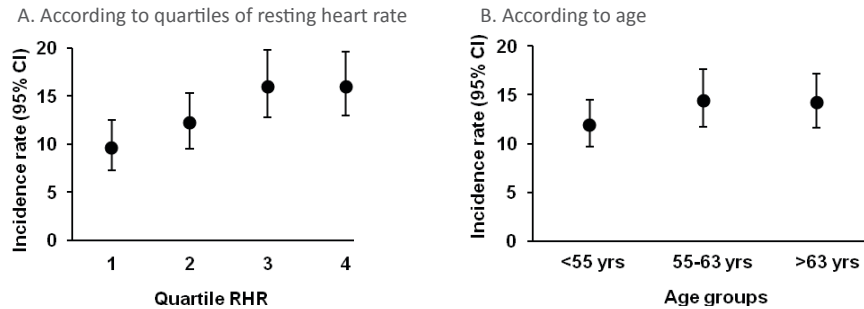 A. According to quartiles of resting heart rate
Incidence rate (95% CI)
20
15
10
5
0
1 2 3 4
Quartile RHR
B. According to age
Incidence rate (95% CI)
20
15
10
5
0
<55 yrs 55-63 yrs >63 yrs
Age groups